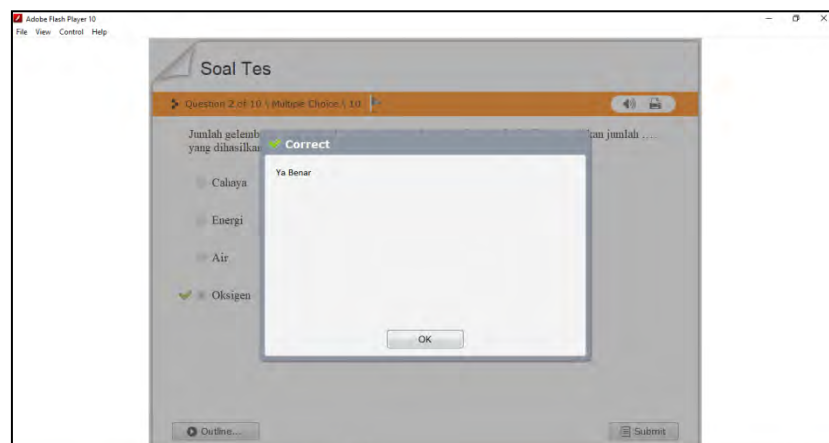 Adobe Flash Player 10
File View Control Help
Soal Tes
Question 2 of 10 \ Multiple Choice \ 10
Jumlah gelemb
kan jumlah ....
yang dihasilkan
Correct
Ya Benar
Cahaya
Energi
Air
Oksigen
OK
Outline...
Submit